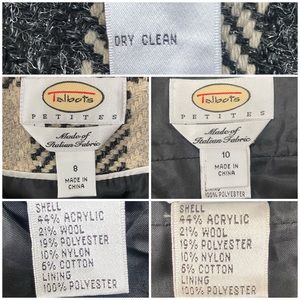 DRY CLEAN
Talbots
PETITES
Made of
Italian Fabric
8
MADE IN
CHINA
Talbots
PETITES
Made of
Italian Fabric
10
MADE IN
CHINA
LINING
100% POLYESTER
SHELL
44% ACRYLIC
21% WOOL
19% POLYESTER
10% NYLON
6% COTTON
LINING
100% POLYESTER
SHELL
44% ACRYLIC
21% WOOL
19% POLYESTER
10% NYLON
6% COTTON
LINING
100% POLYESTER